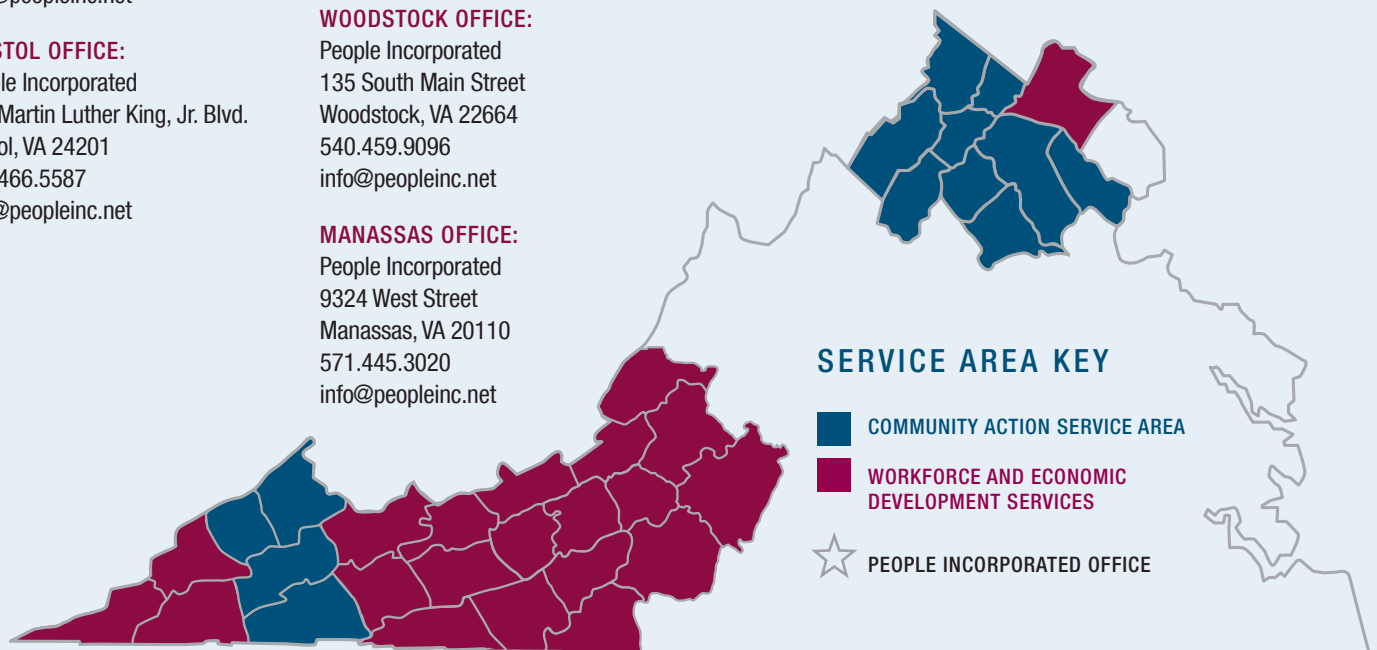 WOODSTOCK OFFICE:
People Incorporated
135 South Main Street
Woodstock, VA 22664
540.459.9096
info@peopleinc.net
MANASSAS OFFICE:
People Incorporated
9324 West Street
Manassas, VA 20110
571.445.3020
info@peopleinc.net
@peopleinc.net
STOL OFFICE:
le Incorporated
Martin Luther King, Jr. Blvd.
ol, VA 24201
466.5587
@peopleinc.net
SERVICE AREA KEY
COMMUNITY ACTION SERVICE AREA
WORKFORCE AND ECONOMIC
DEVELOPMENT SERVICES
PEOPLE INCORPORATED OFFICE